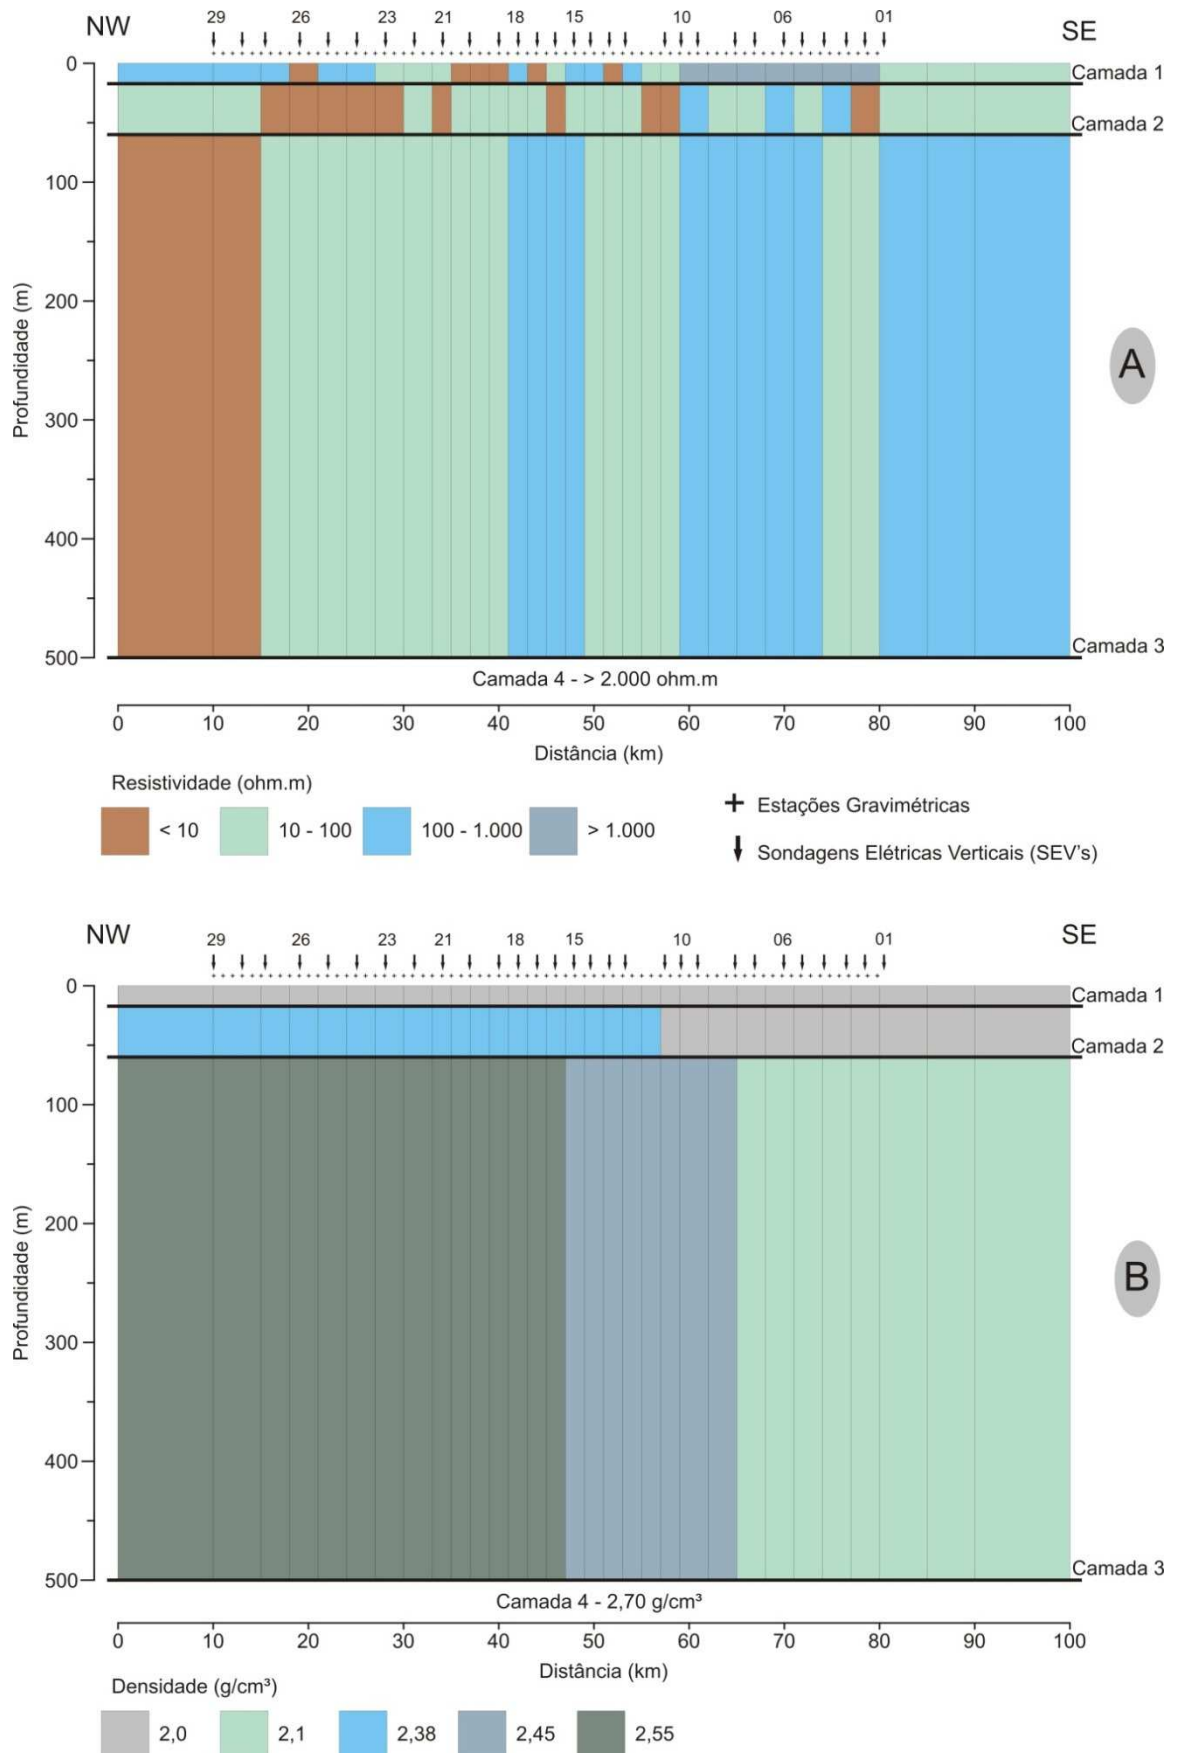 NW
29 26 23 21 18 15 10 06 01
SE
0
Camada 1
Camada 2
100
200
300
400
500
Profundidade (m)
A
Camada 3
Camada 4 - > 2.000 ohm.m
0 10 20 30 40 50 60 70 80 90 100
Distância (km)
Resistividade (ohm.m)
< 10 10 - 100 100 - 1.000 > 1.000
+ Estações Gravimétricas
Sondagens Elétricas Verticais (SEV's)
NW
29 26 23 21 18 15 10 06 01
SE
0
Camada 1
Camada 2
100
200
300
400
500
Profundidade (m)
B
Camada 3
Camada 4 - 2,70 g/cm³
0 10 20 30 40 50 60 70 80 90 100
Distância (km)
Densidade (g/cm³)
2,0 2,1 2,38 2,45 2,55